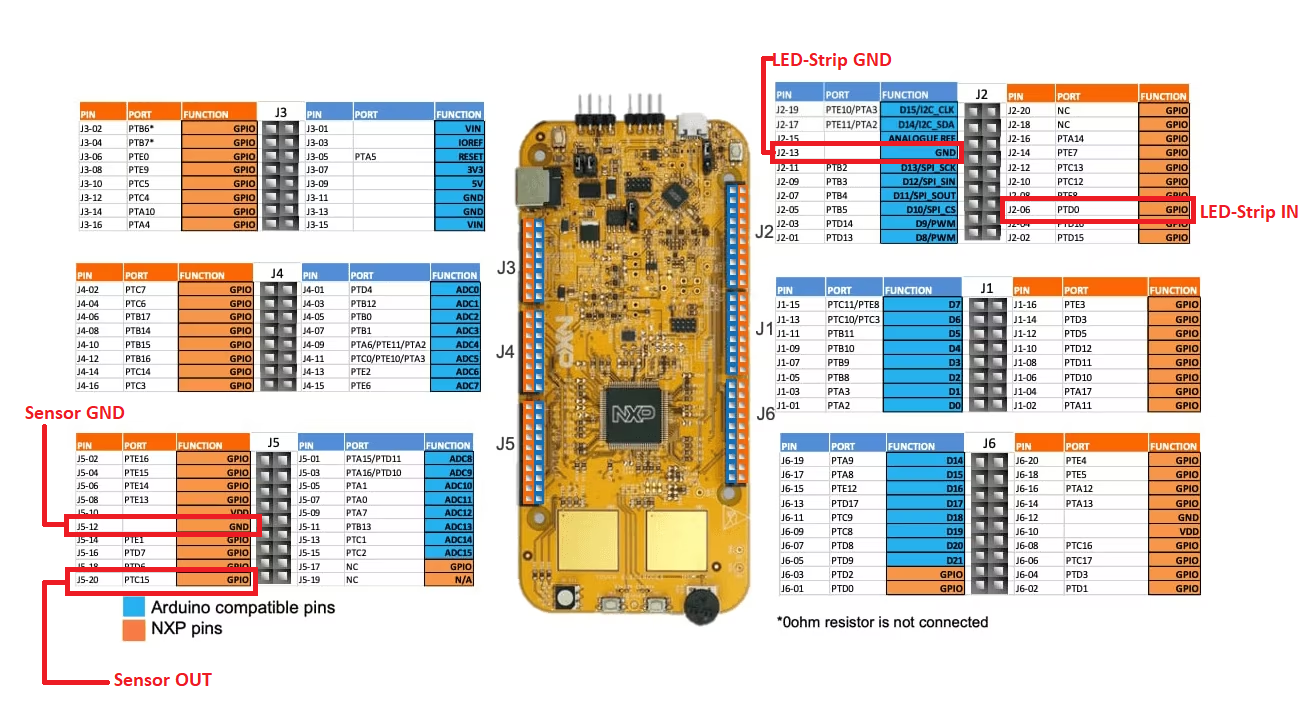 LED-Strip GND
PIN PORT FUNCTION J2 PIN PORT FUNCTION
J2-19 PTE10/PTA3 D15/I2C_CLK J2-20 NC GPIO
J2-17 PTE11/PTA2 D14/I2C_SDA J2-18 NC GPIO
J2-15 ANALOGUE REF J2-16 PTA14 GPIO
J2-13 GND J2-14 PTE7 GPIO
J2-11 PTB2 D13/SPI_SCK J2-12 PTC13 GPIO
J2-09 PTB3 D12/SPI_SIN J2-10 PTC12 GPIO
J2-07 PTB4 D11/SPI_SOUT J2-08 PTE8 GPIO
J2-05 PTB5 D10/SPI_CS J2-06 PTD0 GPIO
LED-Strip IN
J2-03 PTD14 D9/PWM J2-04 PTD16 GPIO
J2-01 PTD13 D8/PWM J2-02 PTD15 GPIO
PIN PORT FUNCTION J3 PIN PORT FUNCTION
J3-02 PTB6* GPIO J3-01 VIN
J3-04 PTB7* GPIO J3-03 IOREF
J3-06 PTE0 GPIO J3-05 PTA5 RESET
J3-08 PTE9 GPIO J3-07 3V3
J3-10 PTC5 GPIO J3-09 5V
J3-12 PTC4 GPIO J3-11 GND
J3-14 PTA10 GPIO J3-13 GND
J3-16 PTA4 GPIO J3-15 VIN
PIN PORT FUNCTION J4 PIN PORT FUNCTION
J4-02 PTC7 GPIO J4-01 PTD4 ADC0
J4-04 PTC6 GPIO J4-03 PTB12 ADC1
J4-06 PTB17 GPIO J4-05 PTB0 ADC2
J4-08 PTB14 GPIO J4-07 PTB1 ADC3
J4-10 PTB15 GPIO J4-09 PTA6/PTE11/PTA2 ADC4
J4-12 PTB16 GPIO J4-11 PTC0/PTE10/PTA3 ADC5
J4-14 PTC14 GPIO J4-13 PTE2 ADC6
J4-16 PTC3 GPIO J4-15 PTE6 ADC7
PIN PORT FUNCTION J1 PIN PORT FUNCTION
J1-15 PTC11/PTE8 D7 J1-16 PTE3 GPIO
J1-13 PTC10/PTC3 D6 J1-14 PTD3 GPIO
J1-11 PTB11 D5 J1-12 PTD5 GPIO
J1-09 PTB10 D4 J1-10 PTD12 GPIO
J1-07 PTB9 D3 J1-08 PTD11 GPIO
J1-05 PTB8 D2 J1-06 PTD10 GPIO
J1-03 PTA3 D1 J1-04 PTA17 GPIO
J1-01 PTA2 D0 J1-02 PTA11 GPIO
J2
J3
J1
J4
J6
J5
NXP
NXP
Sensor GND
PIN PORT FUNCTION J5 PIN PORT FUNCTION
J5-02 PTE16 GPIO J5-01 PTA15/PTD11 ADC8
J5-04 PTE15 GPIO J5-03 PTA16/PTD10 ADC9
J5-06 PTE14 GPIO J5-05 PTA1 ADC10
J5-08 PTE13 GPIO J5-07 PTA0 ADC11
J5-10 VDD J5-09 PTA7 ADC12
J5-12 GND J5-11 PTB13 ADC13
J5-14 PTE1 GPIO J5-13 PTC1 ADC14
J5-16 PTD7 GPIO J5-15 PTC2 ADC15
J5-18 PTD6 GPIO J5-17 NC GPIO
J5-20 PTC15 GPIO J5-19 NC N/A
PIN PORT FUNCTION J6 PIN PORT FUNCTION
J6-19 PTA9 D14 J6-20 PTE4 GPIO
J6-17 PTA8 D15 J6-18 PTE5 GPIO
J6-15 PTE12 D16 J6-16 PTA12 GPIO
J6-13 PTD17 D17 J6-14 PTA13 GPIO
J6-11 PTC9 D18 J6-12 GND
J6-09 PTC8 D19 J6-10 VDD
J6-07 PTD8 D20 J6-08 PTC16 GPIO
J6-05 PTD9 D21 J6-06 PTC17 GPIO
J6-03 PTD2 GPIO J6-04 PTD3 GPIO
J6-01 PTD0 GPIO J6-02 PTD1 GPIO
Arduino compatible pins
NXP pins
*0ohm resistor is not connected
Sensor OUT